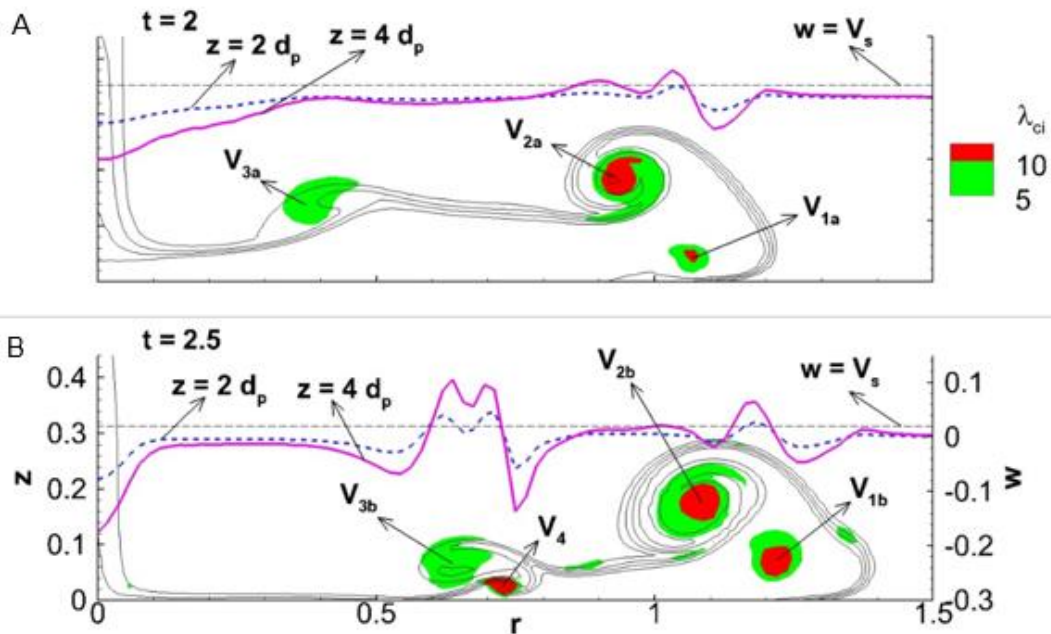 A
t = 2
z = 2 dp
z = 4 dp
w = Vs
V3a
V2a
V1a
λci
10
5
B
t = 2.5
z = 2 dp
z = 4 dp
V2b
w = Vs
V3b
V4
V1b
z
0.4
0.3
0.2
0.1
0
0.1
0
-0.1
-0.2
-0.3
w
0
0.5
1
1.5
r